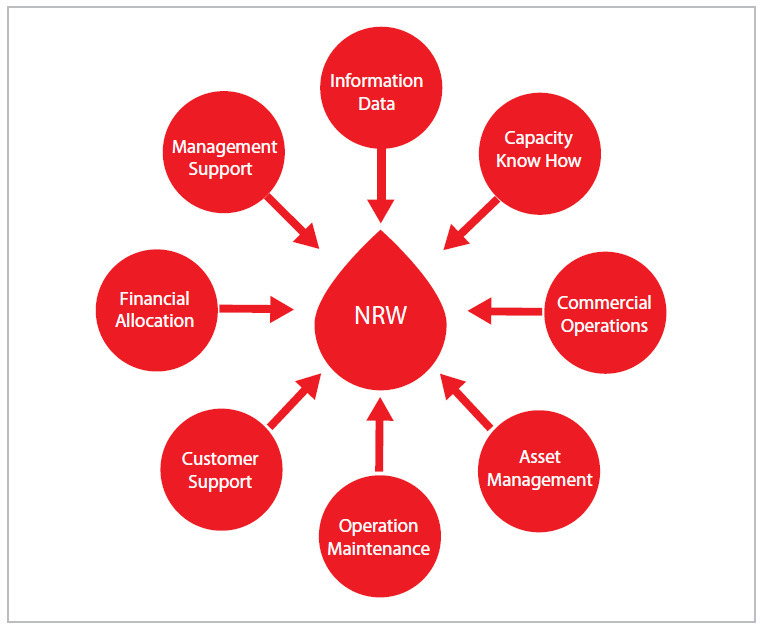 Information
Data
Capacity
Know How
Commercial
Operations
Asset
Management
Operation
Maintenance
Customer
Support
Financial
Allocation
Management
Support
NRW